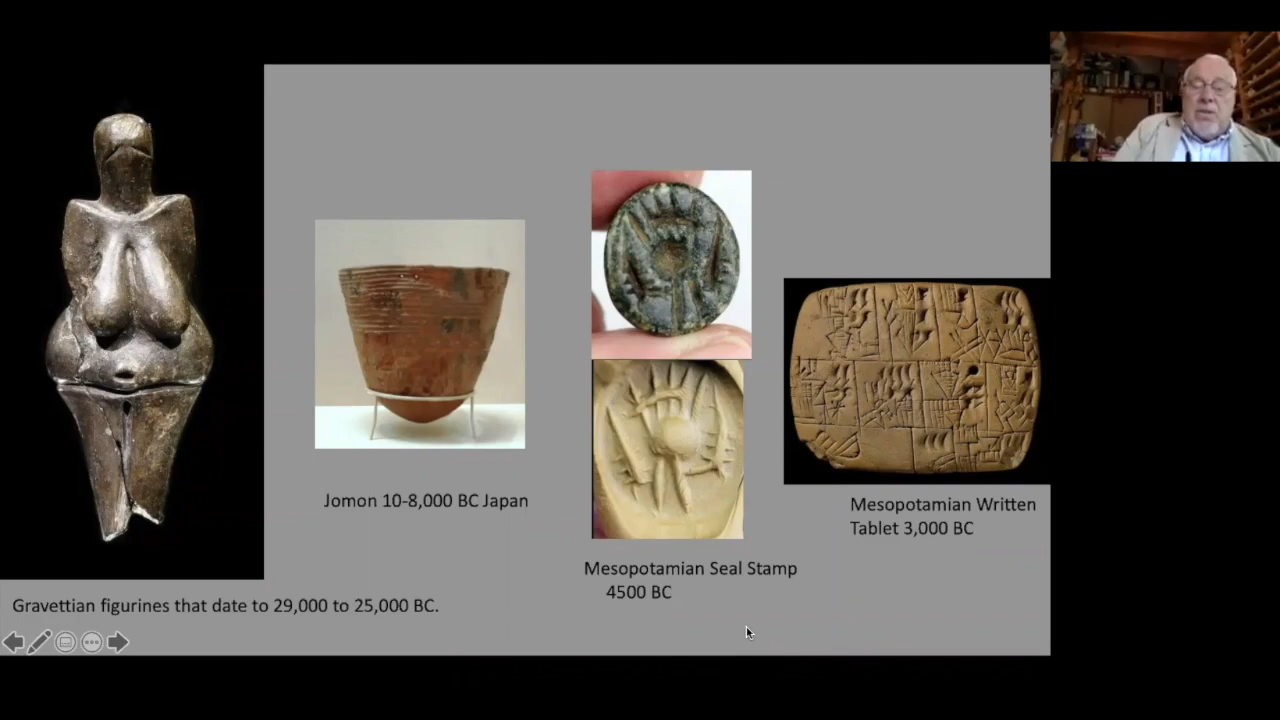 Jomon 10-8,000 BC Japan
Mesopotamian Written
Tablet 3,000 BC
Mesopotamian Seal Stamp
4500 BC
Gravettian figurines that date to 29,000 to 25,000 BC.